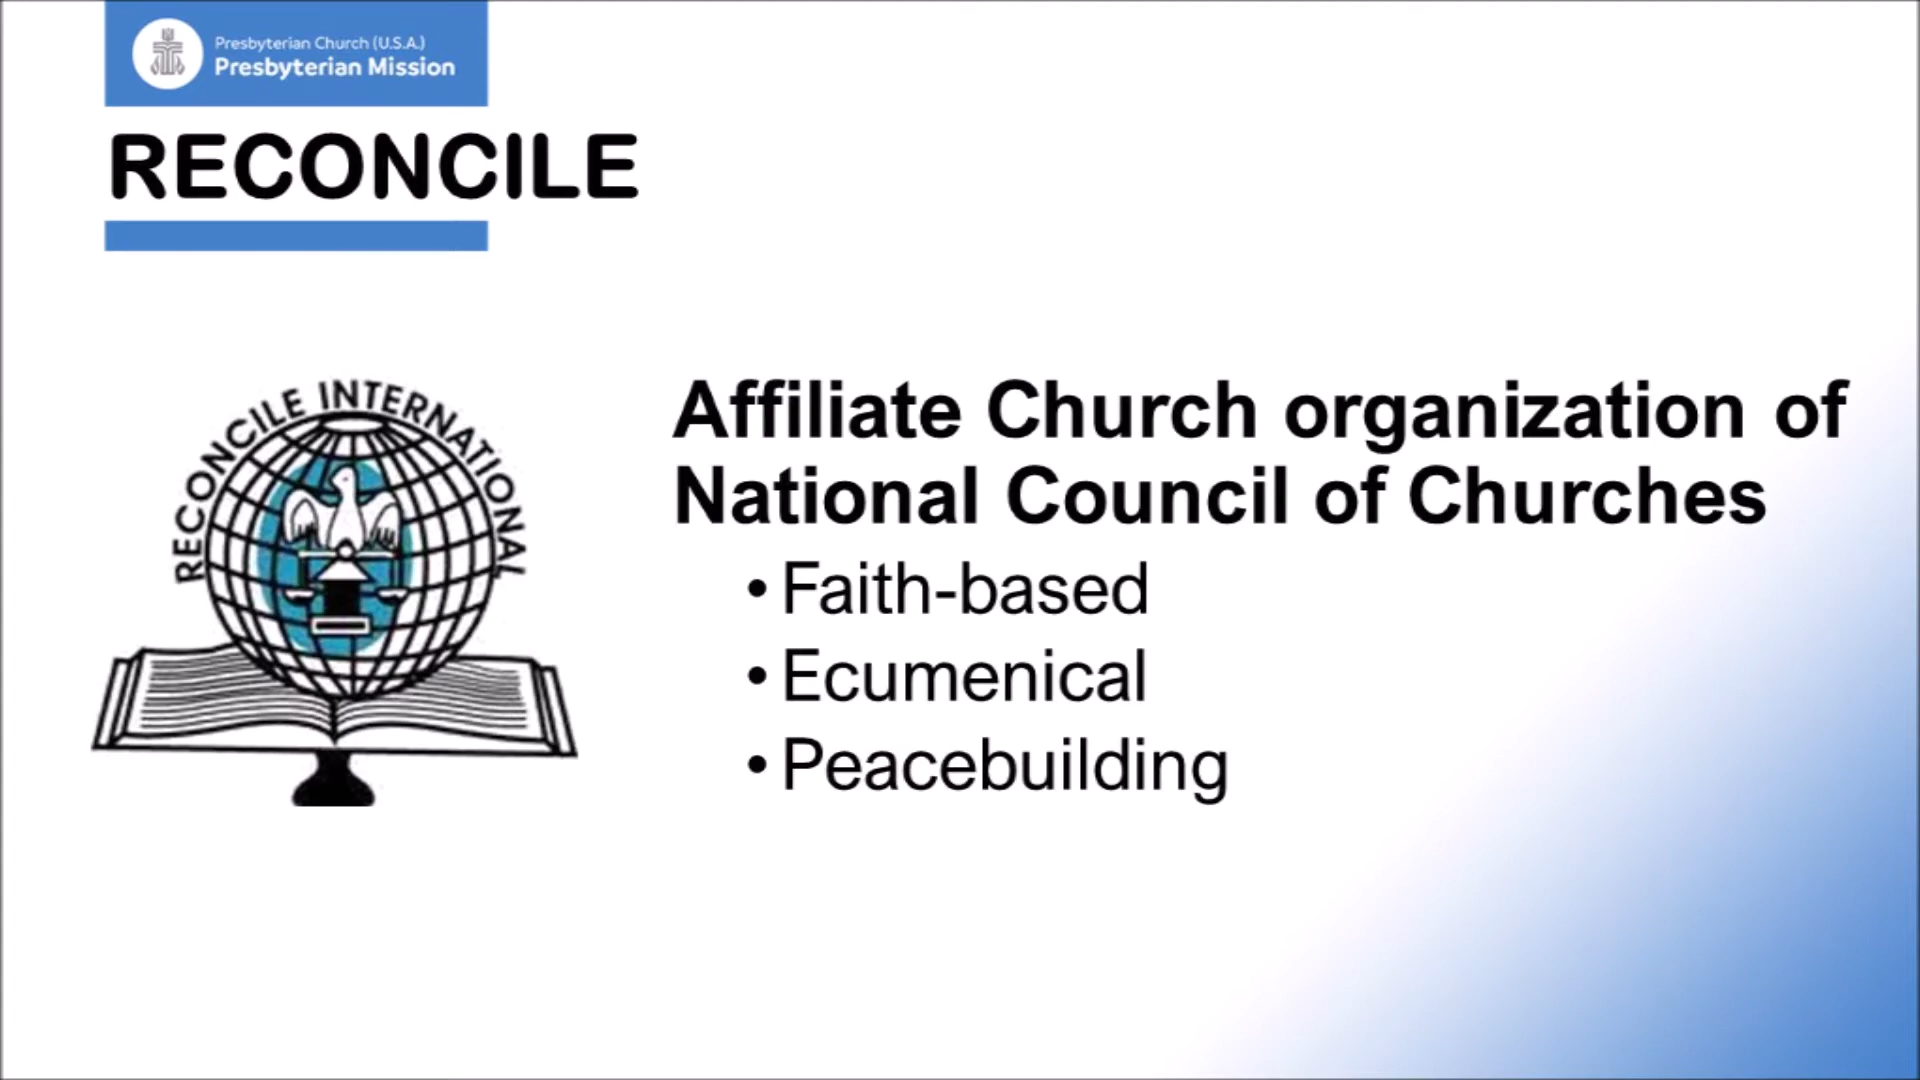 Presbyterian Church (U.S.A.)
Presbyterian Mission
RECONCILE
RECONCILE INTERNATIONAL
Affiliate Church organization of
National Council of Churches
• Faith-based
• Ecumenical
• Peacebuilding